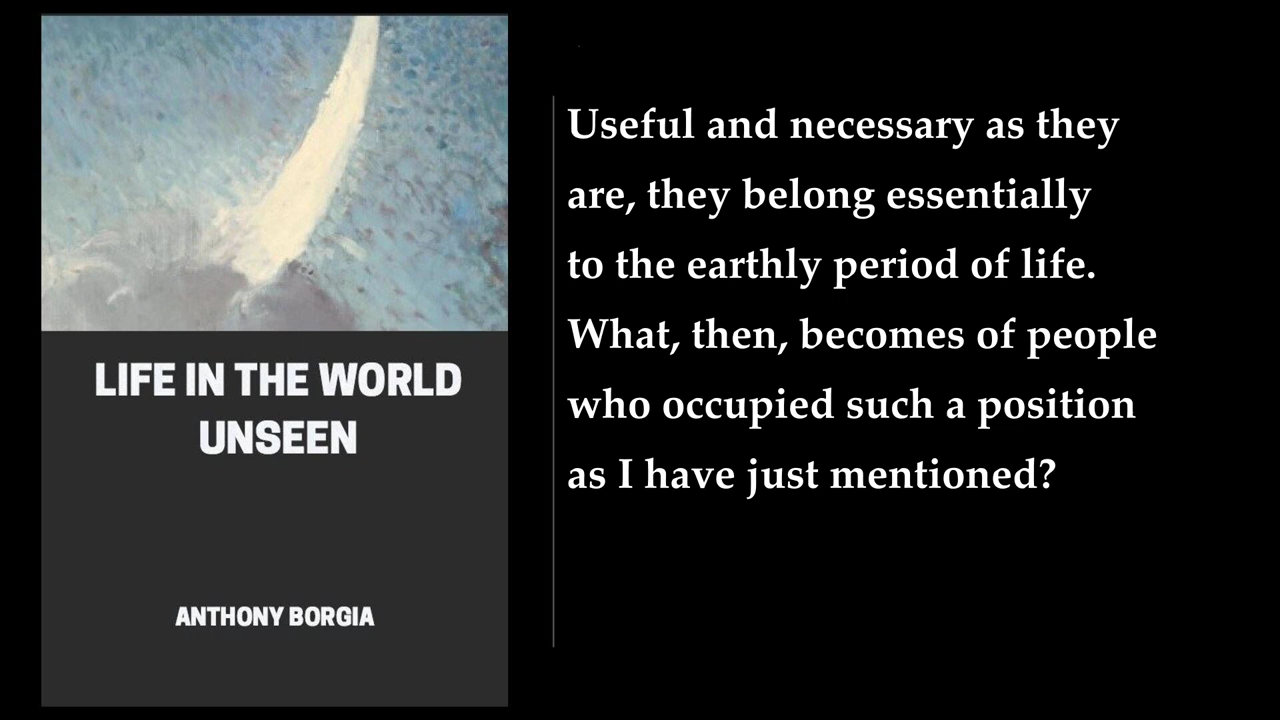 LIFE IN THE WORLD
UNSEEN
ANTHONY BORGIA
Useful and necessary as they
are, they belong essentially
to the earthly period of life.
What, then, becomes of people
who occupied such a position
as I have just mentioned?